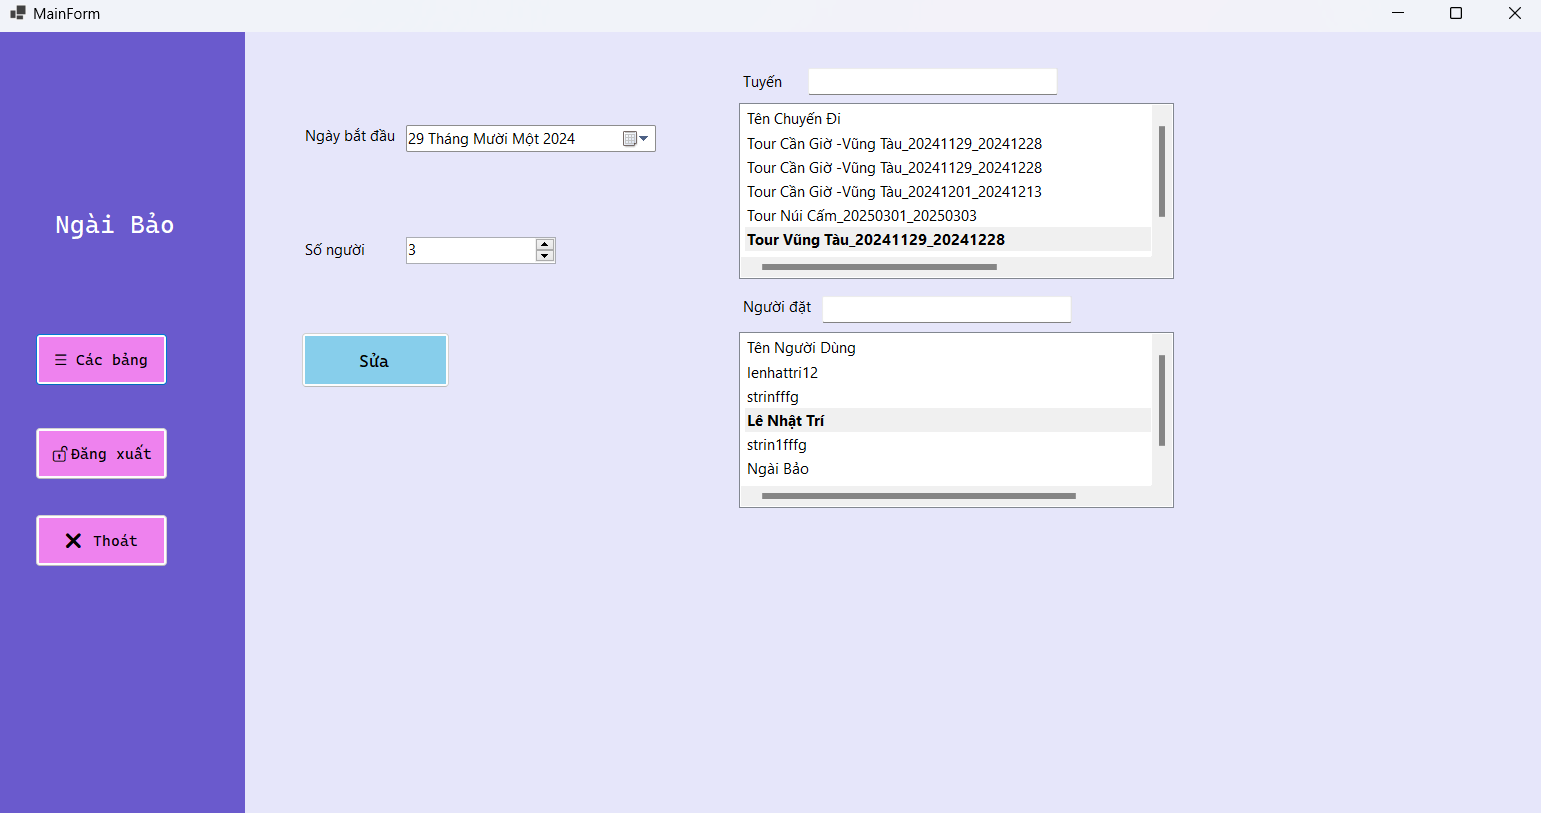 MainForm
Ngài Bảo
☰ Các bảng
Đăng xuất
Thoát
Ngày bắt đầu
29 Tháng Mười Một 2024
Số người
3
Sửa
Tuyến
Tên Chuyến Đi
Tour Cần Giờ -Vũng Tàu_20241129_20241228
Tour Cần Giờ -Vũng Tàu_20241129_20241228
Tour Cần Giờ -Vũng Tàu_20241201_20241213
Tour Núi Cấm_20250301_20250303
Tour Vũng Tàu_20241129_20241228
Người đặt
Tên Người Dùng
lenhattri12
strinfffg
Lê Nhật Trí
strin1fffg
Ngài Bảo